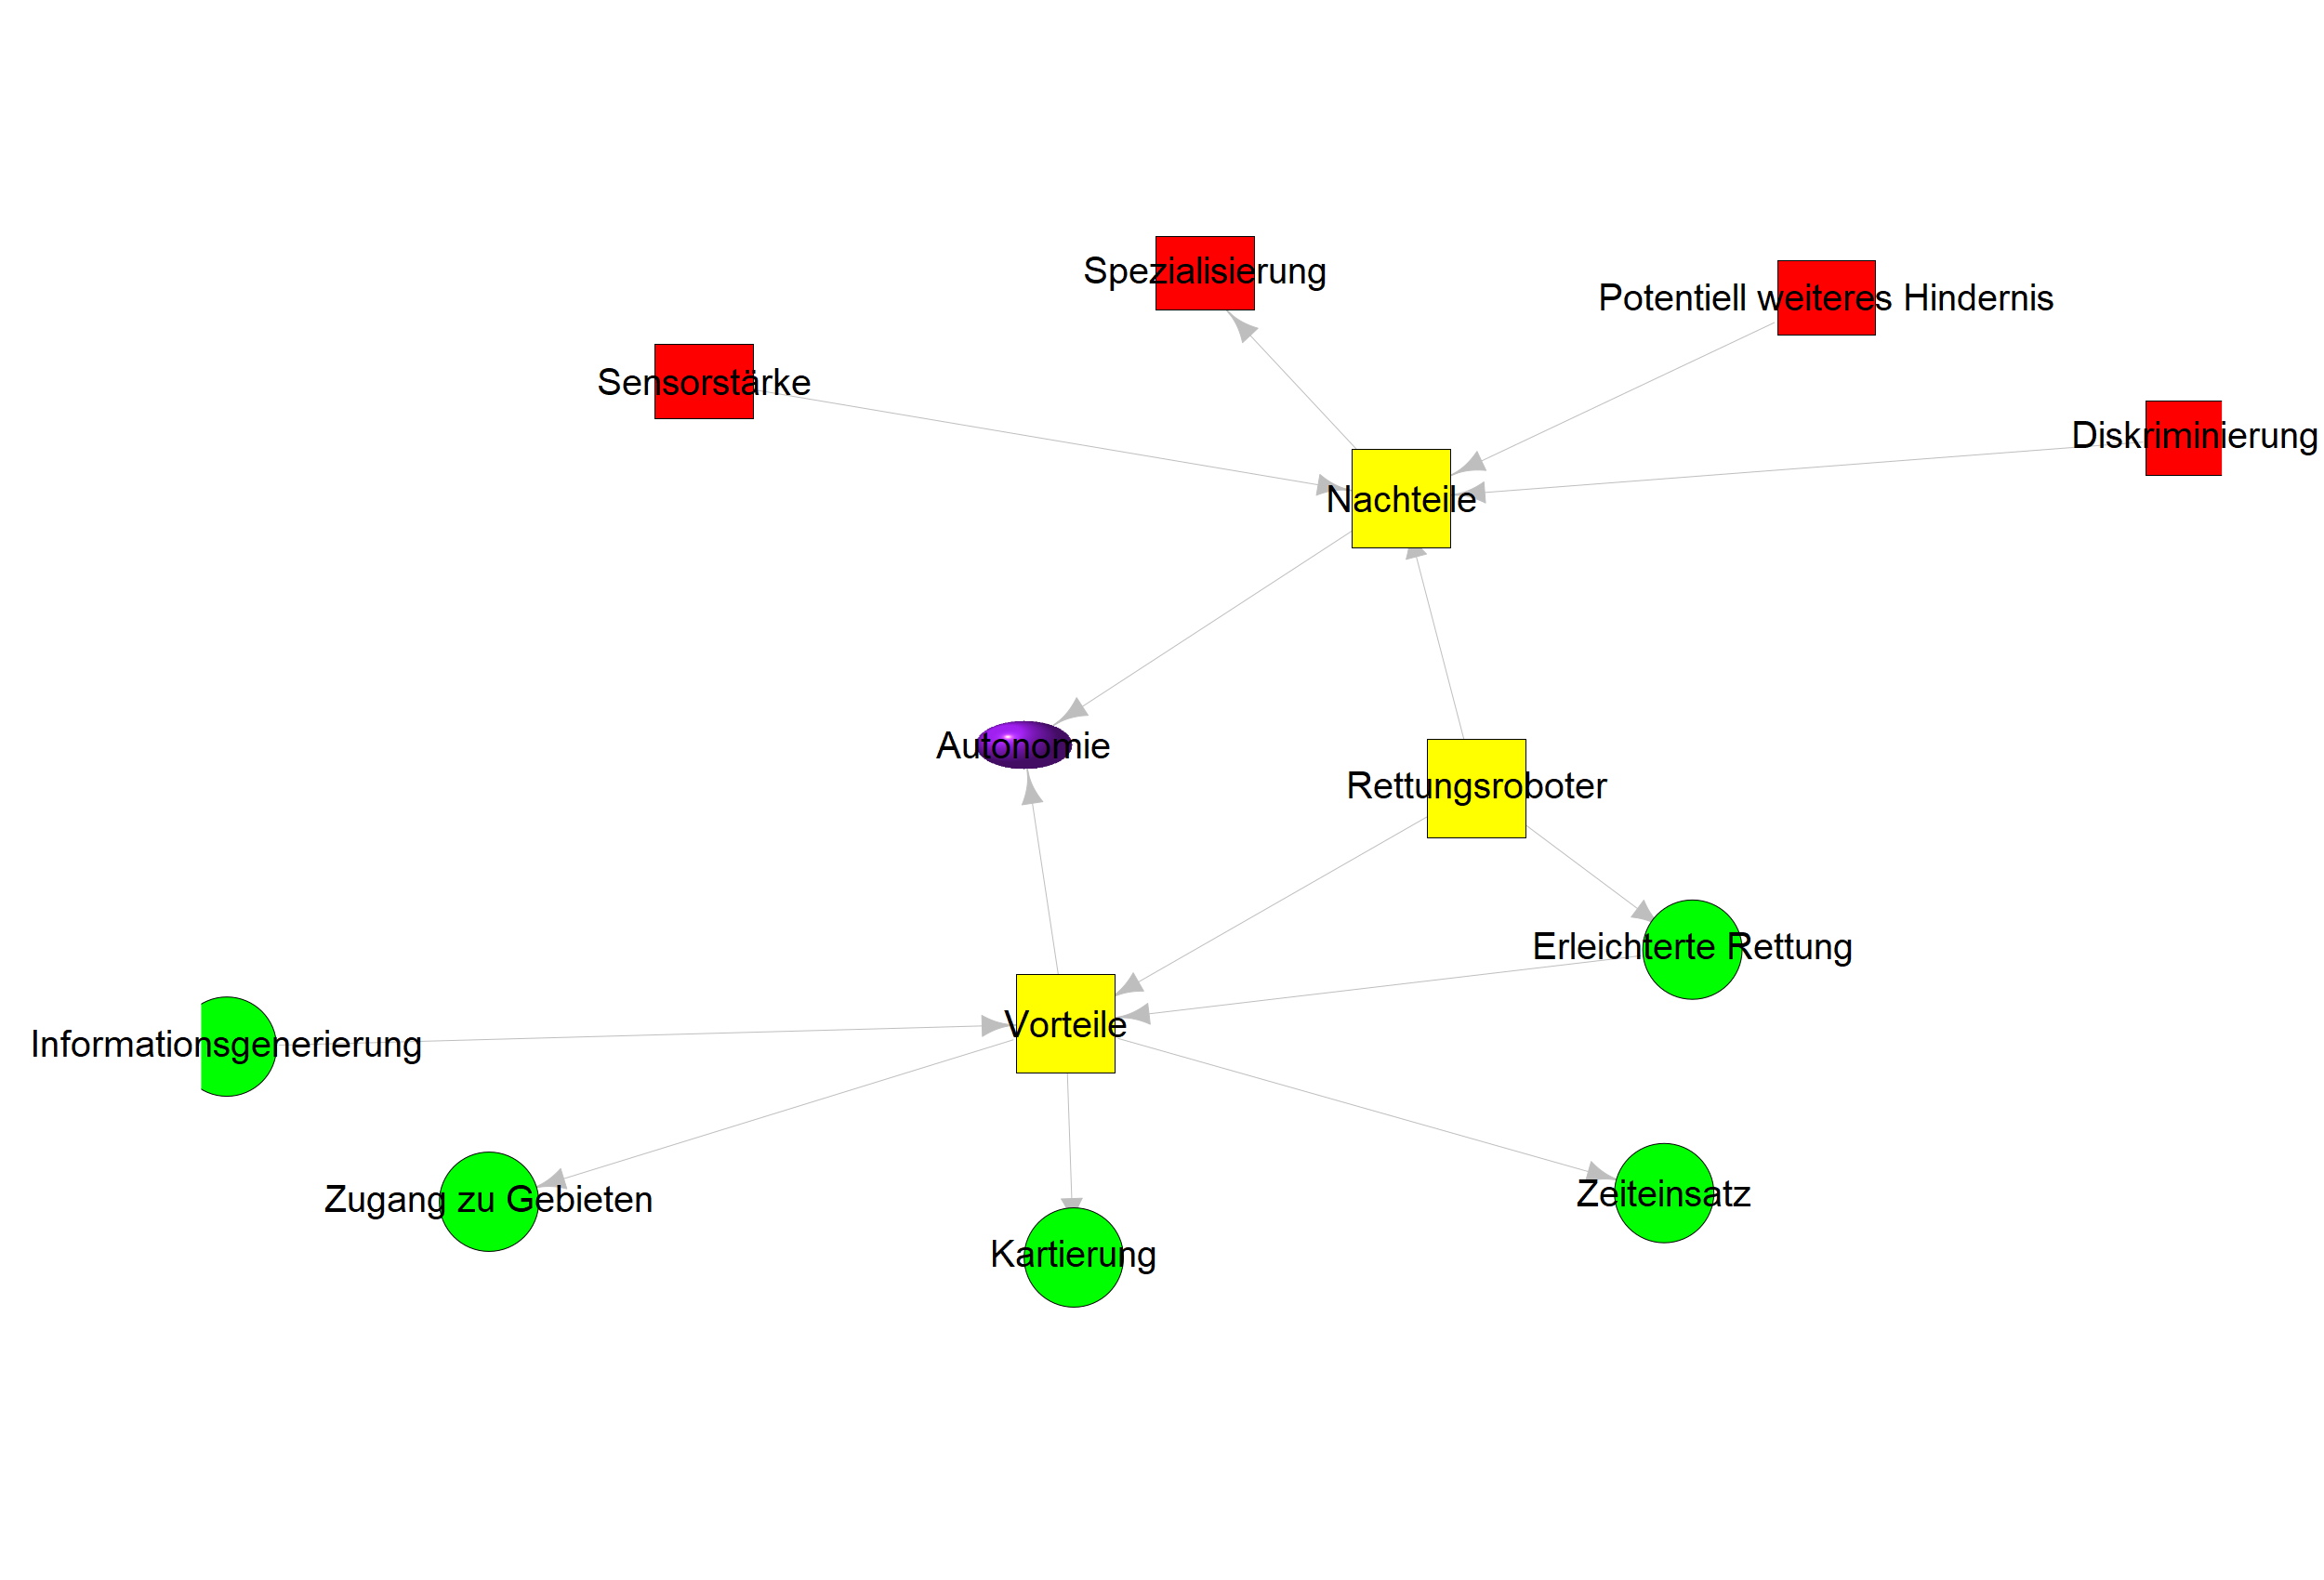 Spezialisierung
Potentiell weiteres Hindernis
Sensorstärke
Diskriminierung
Nachteile
Autonomie
Rettungsroboter
Erleichterte Rettung
Vorteile
Informationsgenerierung
Zugang zu Gebieten
Zeiteinsatz
Kartierung